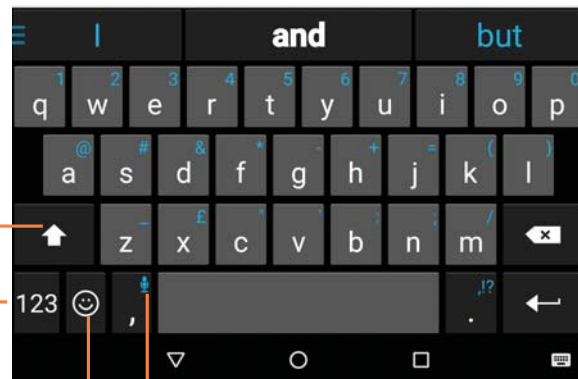 I and but
1 2 3 4 5 6 7 8 9 0
q w e r t y u i o p
@ # & * - + = ( )
a s d f g h j k l
_ £ " ' : ; /
z x c v b n m
,!?
123 , .